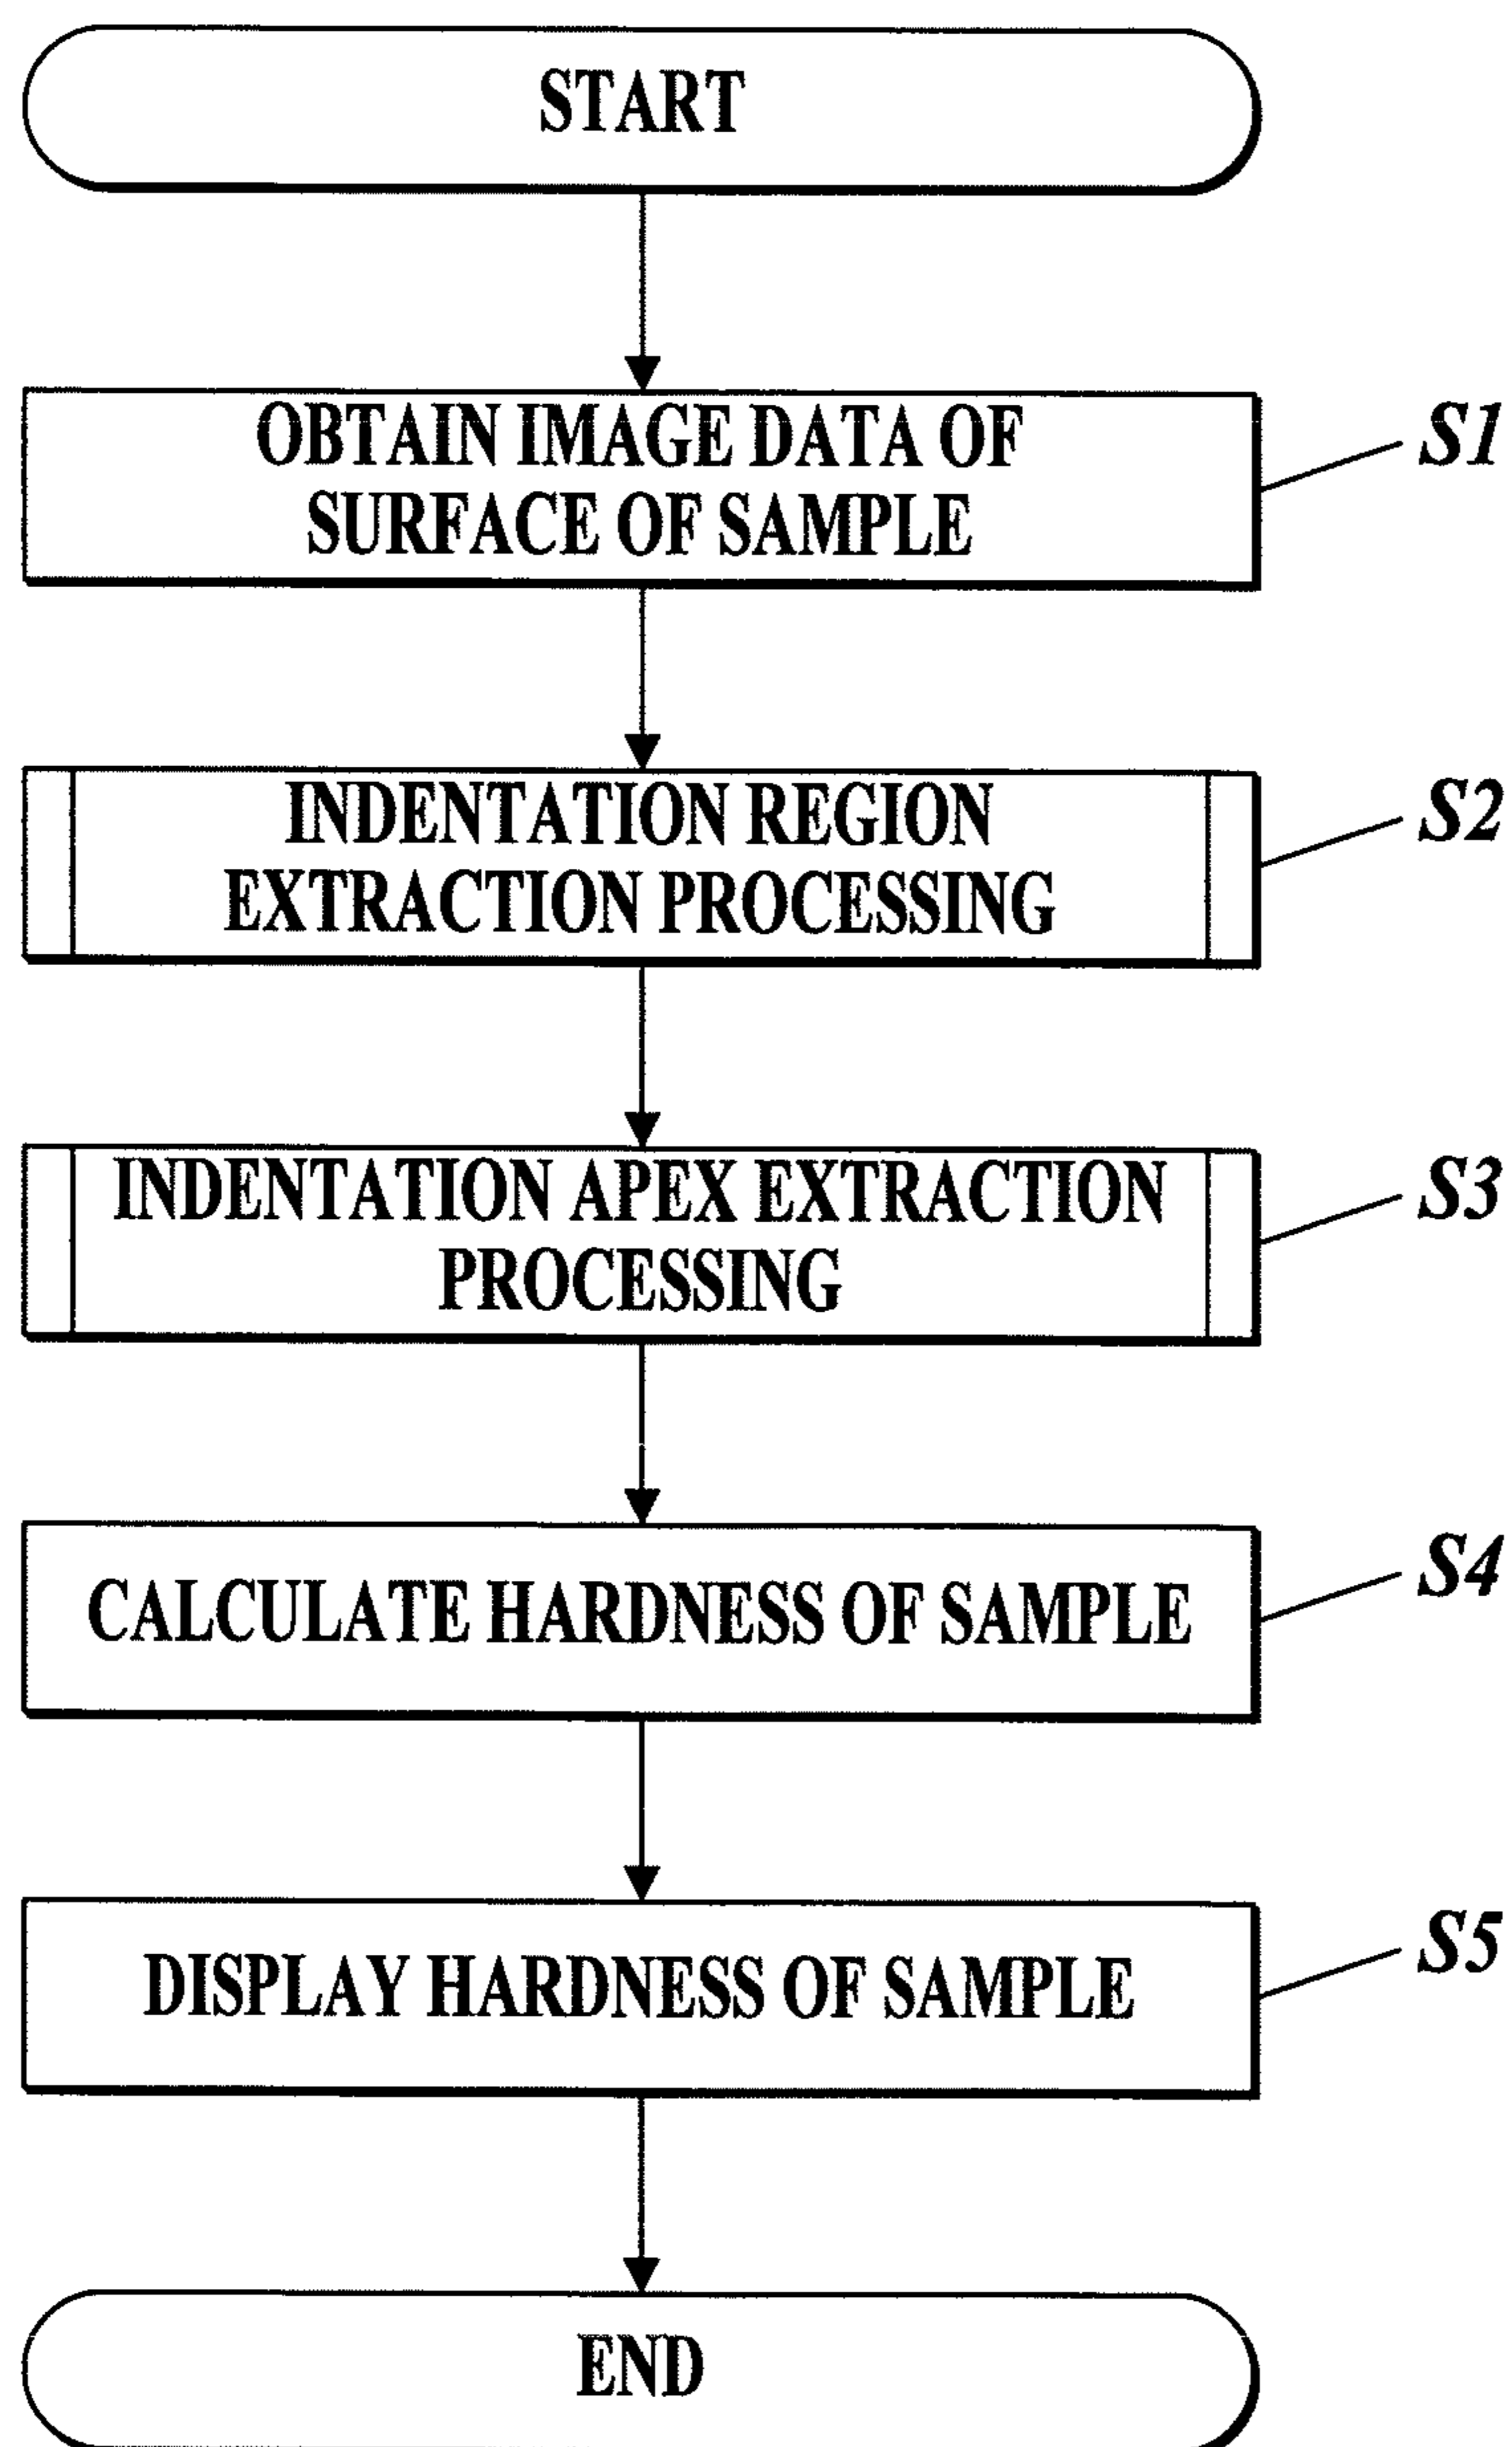 START
OBTAIN IMAGE DATA OF
SURFACE OF SAMPLE
S1
INDENTATION REGION
EXTRACTION PROCESSING
S2
INDENTATION APEX EXTRACTION
PROCESSING
S3
CALCULATE HARDNESS OF SAMPLE
S4
DISPLAY HARDNESS OF SAMPLE
S5
END